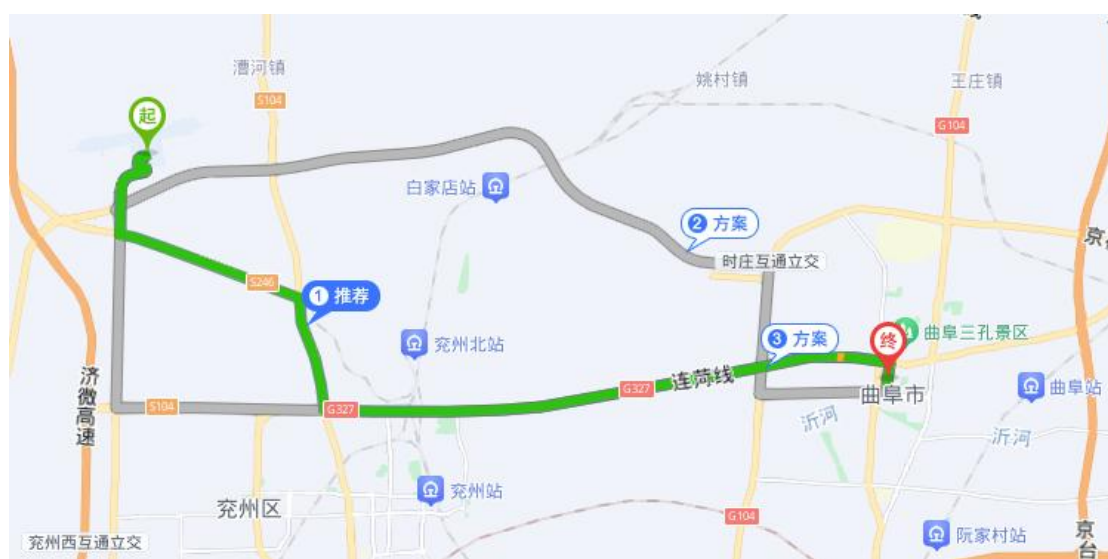 漕河镇
S104
起
姚村镇
王庄镇
G104
白家店站
2 方案
京
时庄互通立交
S246
1 推荐
兖州北站
3 方案
终
曲阜三孔景区
济微高速
S104
G327
G327
连菏线
曲阜市
曲阜站
沂河
沂河
兖州区
兖州站
G104
阮家村站
兖州西互通立交
京台